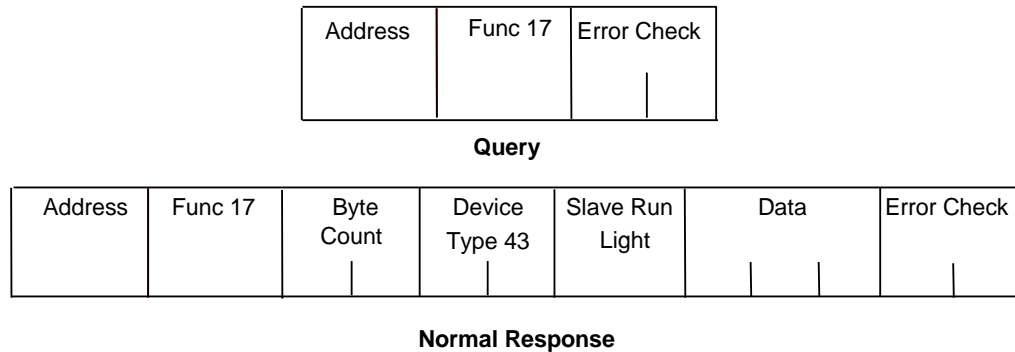 Address Func 17 Error Check
Query
Address Func 17 Byte Count Device Type 43 Slave Run Light Data Error Check
Normal Response